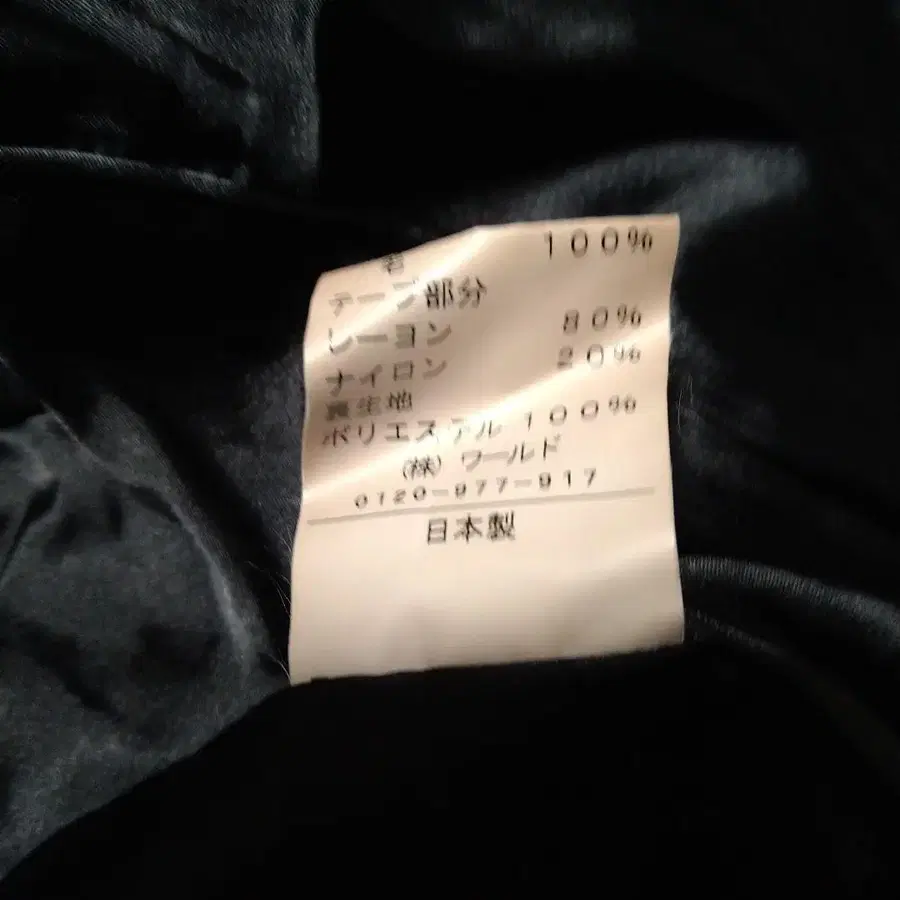 毛 100%
テープ部分
レーヨン 80%
ナイロン 20%
裏生地
ポリエステル 100%
(株) ワールド
0120-977-917
日本製